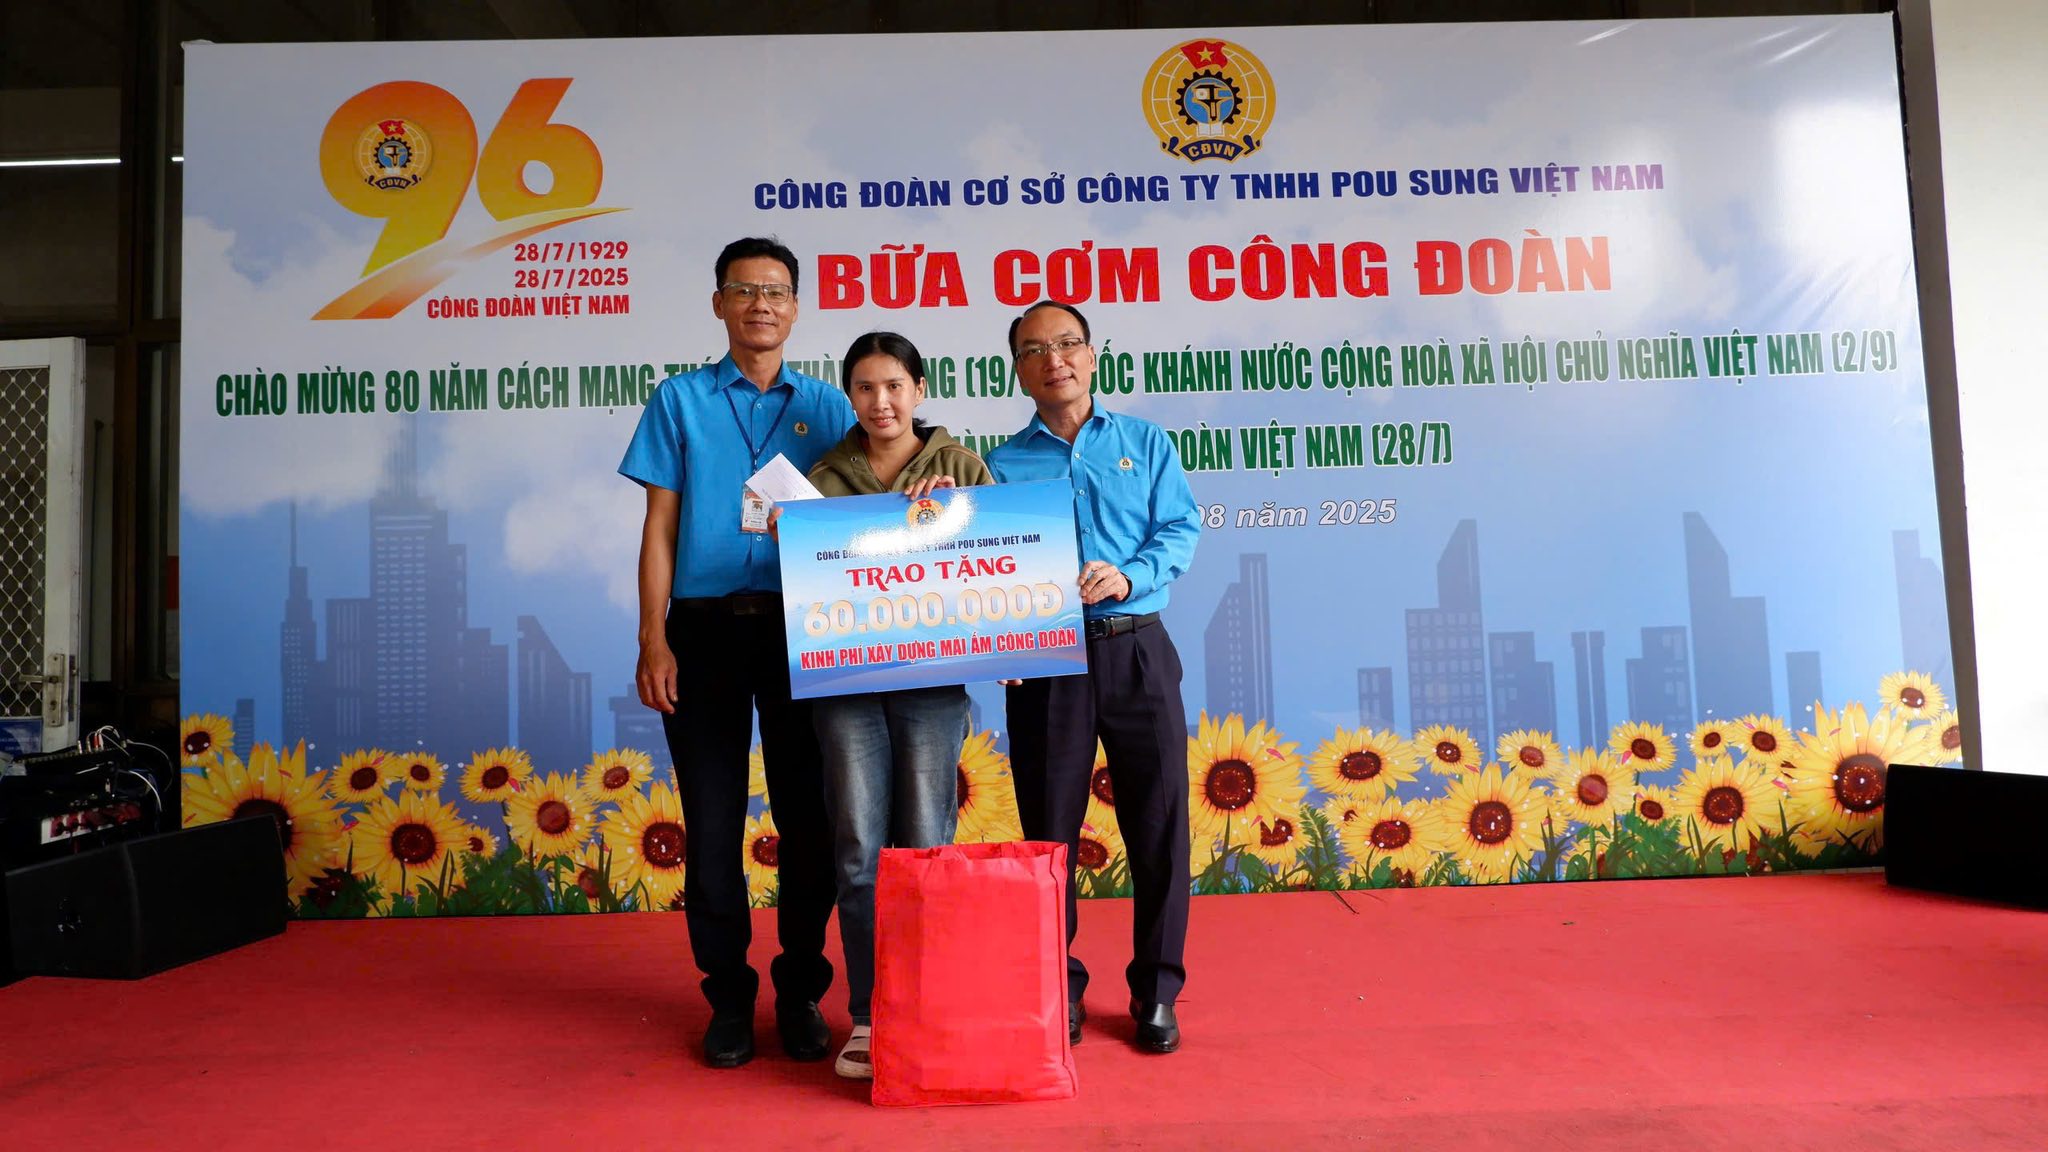 CĐVN
96
CĐVN
28/7/1929
28/7/2025
CÔNG ĐOÀN VIỆT NAM
CÔNG ĐOÀN CƠ SỞ CÔNG TY TNHH POU SUNG VIỆT NAM
BỮA CƠM CÔNG ĐOÀN
CHÀO MỪNG 80 NĂM CÁCH MẠNG (19/ KHÁNH NƯỚC CỘNG HOÀ XÃ HỘI CHỦ NGHĨA VIỆT NAM (2/9)
ĐOÀN VIỆT NAM (28/7)
08 năm 2025
CÔNG TNHH POU SUNG VIỆT NAM
TRAO TẶNG
60.000.000Đ
KINH PHÍ XÂY DỰNG MÁI ẤM CÔNG ĐOÀN